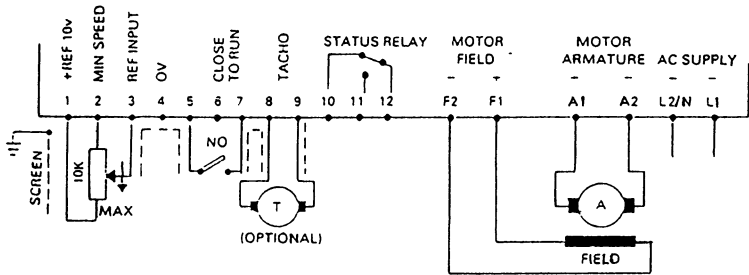 +REF 10v
MIN SPEED
REF INPUT
OV
CLOSE
TO RUN
TACHO
STATUS RELAY
MOTOR
FIELD
MOTOR
ARMATURE
AC SUPPLY
− + − + − −
1 2 3 4 5 6 7 8 9 10 11 12 F2 F1 A1 A2 L2/N L1
SCREEN
10K
MAX
NO
T
(OPTIONAL)
A
FIELD